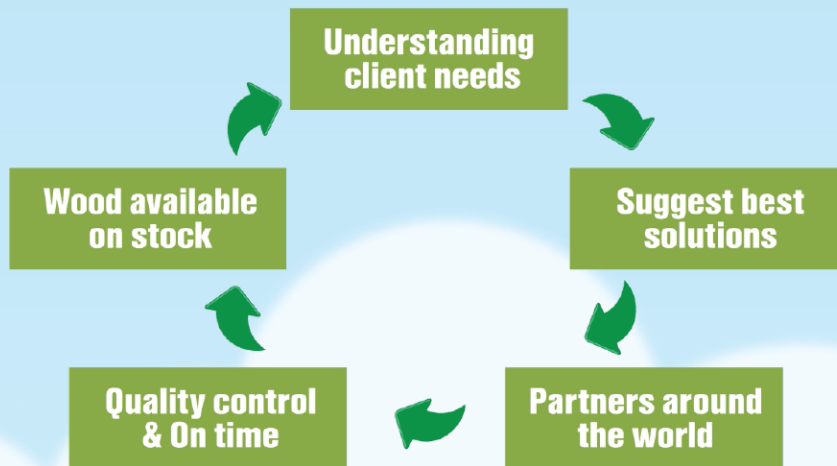 Understanding
client needs
Suggest best
solutions
Partners around
the world
Quality control
& On time
Wood available
on stock